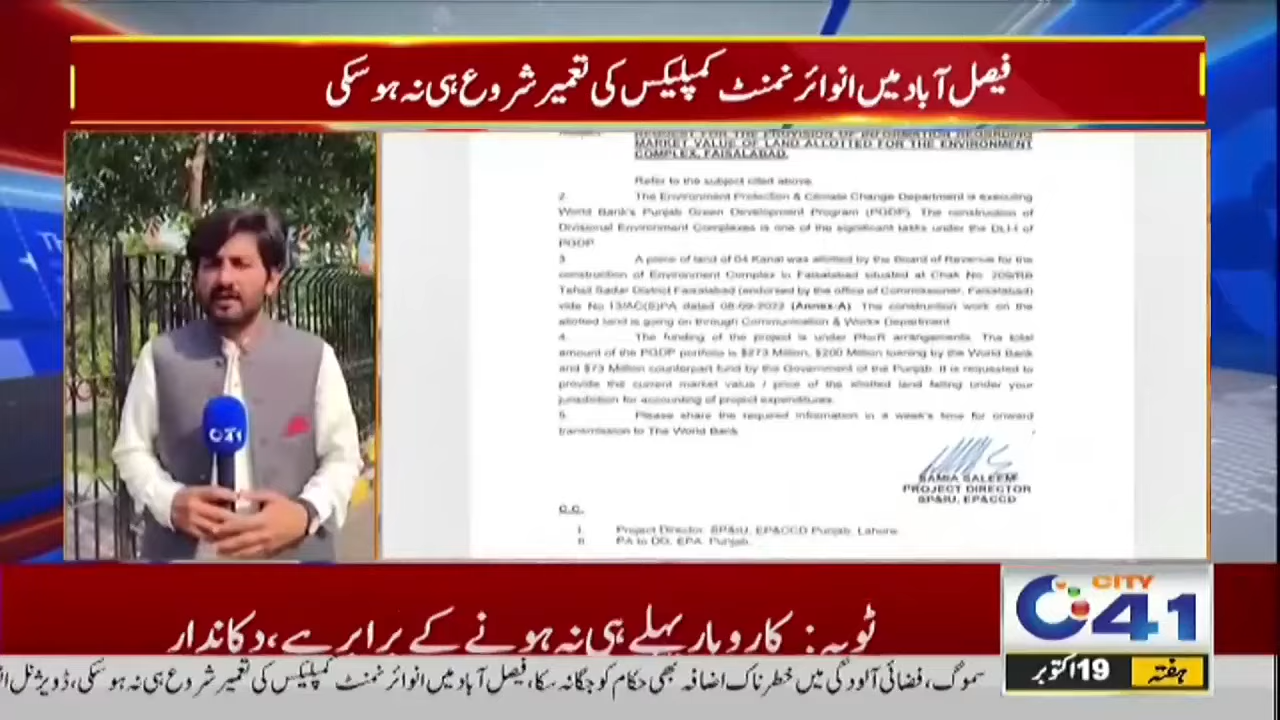 فیصل آباد میں انوائرنمنٹ کمپلیکس کی تعمیر شروع ہی نہ ہو سکی
REQUEST FOR THE PROVISION OF INFORMATION REGARDING
MARKET VALUE OF LAND ALLOTTED FOR THE ENVIRONMENT
COMPLEX, FAISALABAD.
Refer to the subject cited above.
2. The Environment Protection & Climate Change Department is executing
World Bank's Punjab Green Development Program (PGDP). The construction of
Divisional Environment Complexes is one of the significant tasks under the DLI-I of
PGDP
3. A piece of land of 04 Kanal was allotted by the Board of Revenue for the
construction of Environment Complex in Faisalabad situated at Chak No. 209/RB
Tehsil Sadar District Faisalabad (endorsed by the office of Commissioner, Faisalabad)
vide No.13/AC(S)PA dated 08-09-2022 (Annex-A). The construction work on the
allotted land is going on through Communication & Works Department
4. The funding of the project is under PforR arrangements. The total
amount of the PGDP portfolio is $273 Million, $200 Million loaning by the World Bank
and $73 Million counterpart fund by the Government of the Punjab. It is requested to
provide the current market value / price of the allotted land falling under your
jurisdiction for accounting of project expenditures.
5. Please share the required information in a week's time for onward
transmission to The World Bank
SAMIA SALEEM
PROJECT DIRECTOR
SP&IU, EP&CCD
C.C.
I. Project Director, SP&IU, EP&CCD Punjab, Lahore.
II. PA to DG, EPA, Punjab.
C41
ٹوبہ: کاروبار پہلے ہی نہ ہونے کے برابر ہے، دکاندار
CITY
41
ہفتہ 19 اکتوبر
سموگ، فضائی آلودگی میں خطرناک اضافہ بھی حکام کو جگا نہ سکا، فیصل آباد میں انوائرنمنٹ کمپلیکس کی تعمیر شروع ہی نہ ہو سکی، ڈویژنل